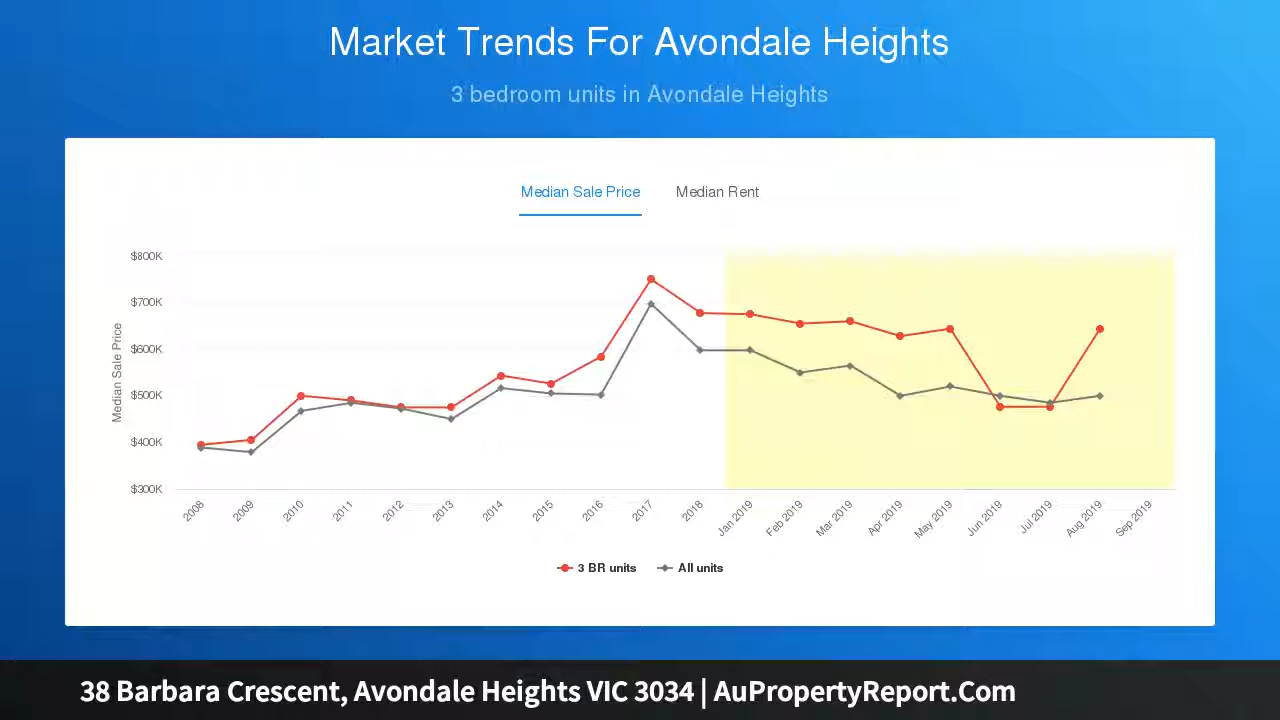 Market Trends For Avondale Heights
3 bedroom units in Avondale Heights
Median Sale Price Median Rent
$800K
$700K
$600K
$500K
$400K
$300K
Median Sale Price
2008 2009 2010 2011 2012 2013 2014 2015 2016 2017 2018 Jan 2019 Feb 2019 Mar 2019 Apr 2019 May 2019 Jun 2019 Jul 2019 Aug 2019 Sep 2019
3 BR units All units
38 Barbara Crescent, Avondale Heights VIC 3034 | AuPropertyReport.Com